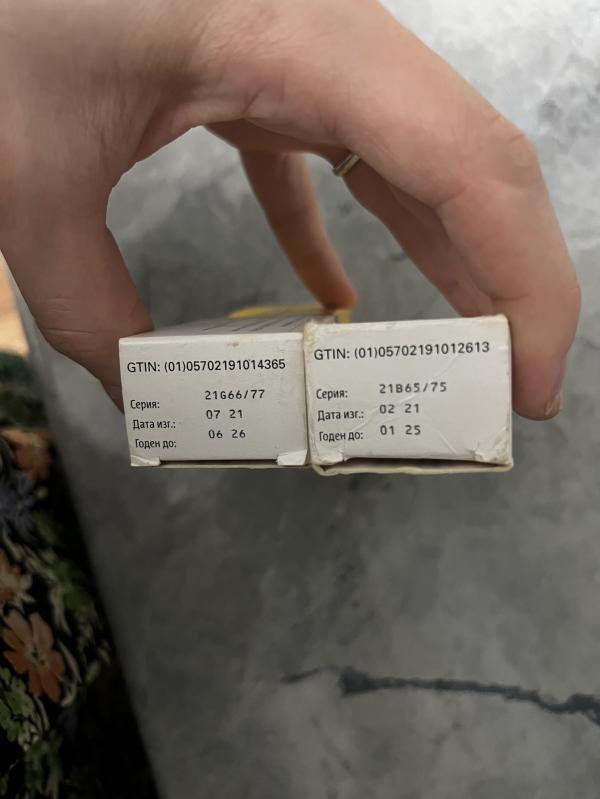 GTIN: (01)05702191014365
Серия: 21G66/77
Дата изг.: 07 21
Годен до: 06 26
GTIN: (01)05702191012613
Серия: 21B65/75
Дата изг.: 02 21
Годен до: 01 25